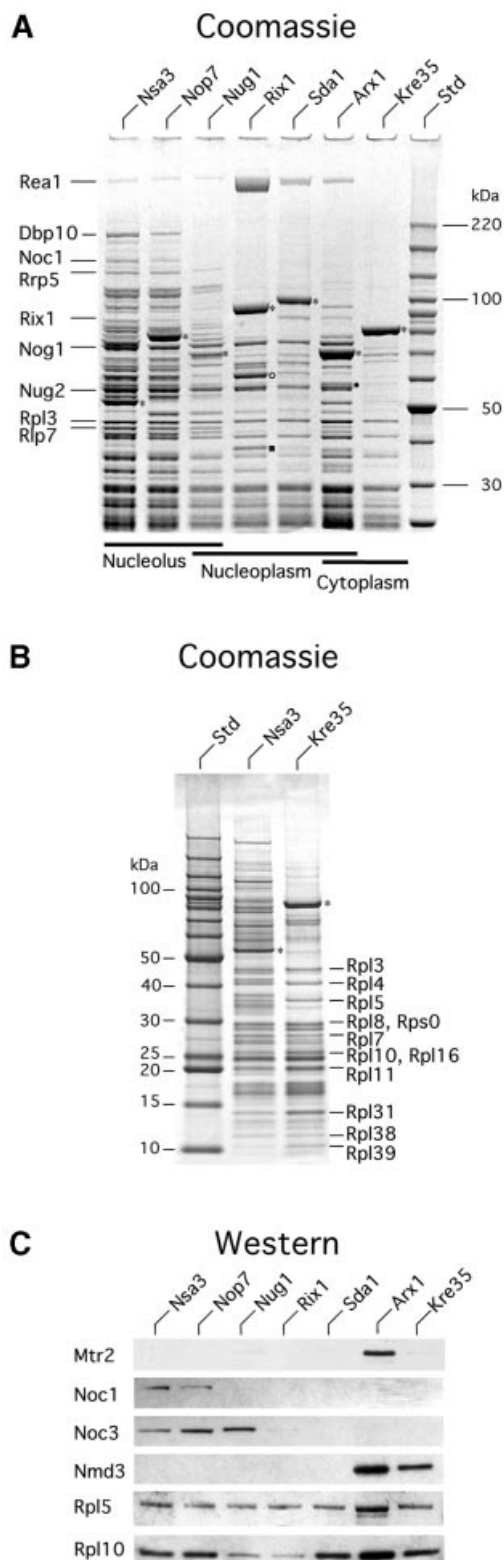 A
Coomassie
Nsa3 Nop7 Nug1 Rix1 Sda1 Arx1 Kre35 Std
kDa
Rea1
220
Dbp10
Noc1
Rrp5
100
Rix1
Nog1
Nug2
50
Rpl3
Rlp7
30
Nucleolus
Nucleoplasm
Cytoplasm
B
Coomassie
Std Nsa3 Kre35
kDa
100
50
Rpl3
40
Rpl4
Rpl5
30
Rpl8, Rps0
Rpl7
25
Rpl10, Rpl16
20
Rpl11
15
Rpl31
Rpl38
10
Rpl39
C
Western
Nsa3 Nop7 Nug1 Rix1 Sda1 Arx1 Kre35
Mtr2
Noc1
Noc3
Nmd3
Rpl5
Rpl10